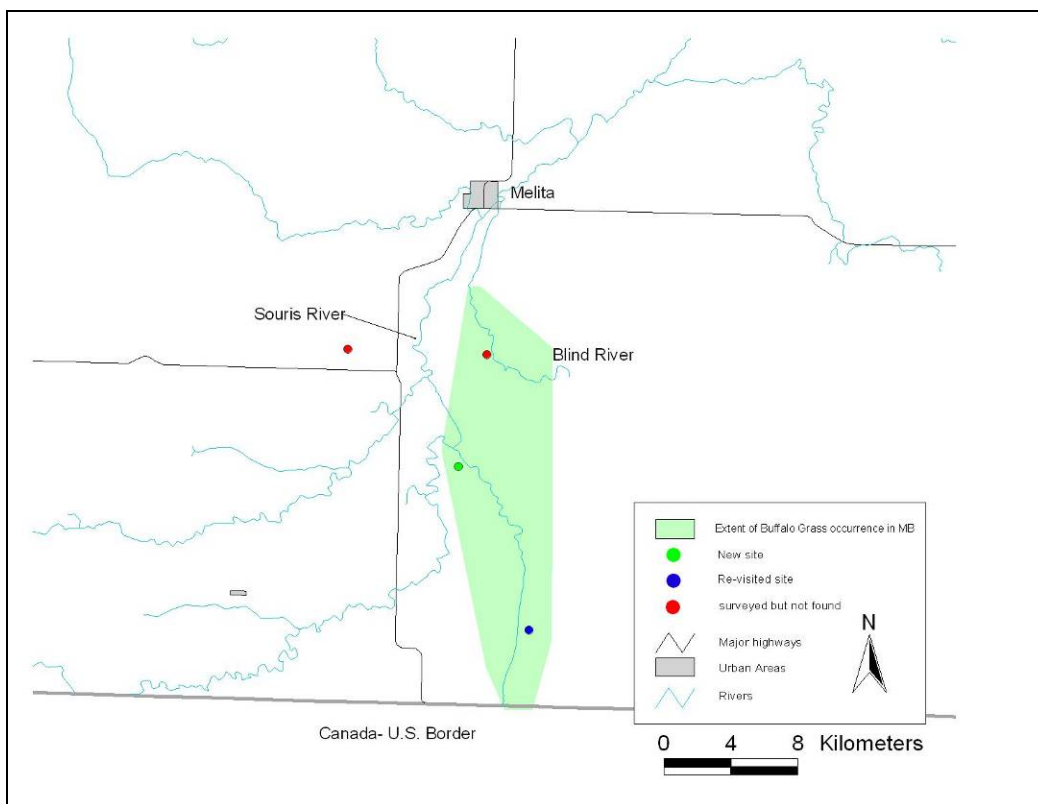 Melita
Souris River
Blind River
Extent of Buffalo Grass occurrence in MB
New site
Re-visited site
surveyed but not found
Major highways
Urban Areas
Rivers
N
Canada- U.S. Border
0 4 8 Kilometers